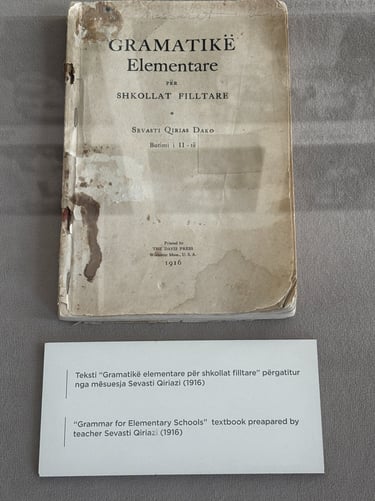 GRAMATIKË
Elementare
PËR
SHKOLLAT FILLTARE
*
SEVASTI QIRIAS DAKO
Botimi i II-të
Printed by
THE DAVIS PRESS
Worcester, Mass., U. S. A.
1916
Teksti “Gramatikë elementare për shkollat filltare” përgatitur
nga mësuesja Sevasti Qiriazi (1916)
“Grammar for Elementary Schools” textbook preapared by
teacher Sevasti Qiriazi (1916)